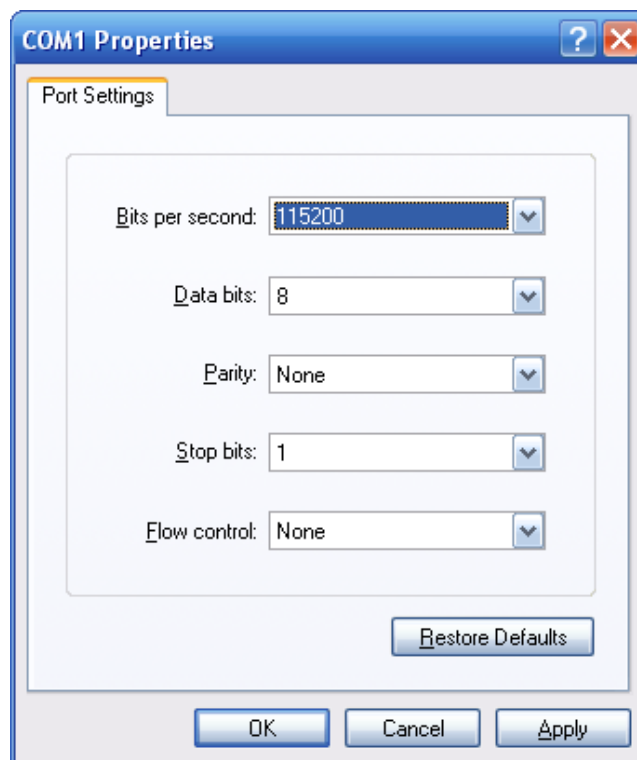 COM1 Properties
Port Settings
Bits per second: 115200
Data bits: 8
Parity: None
Stop bits: 1
Flow control: None
Restore Defaults
OK Cancel Apply